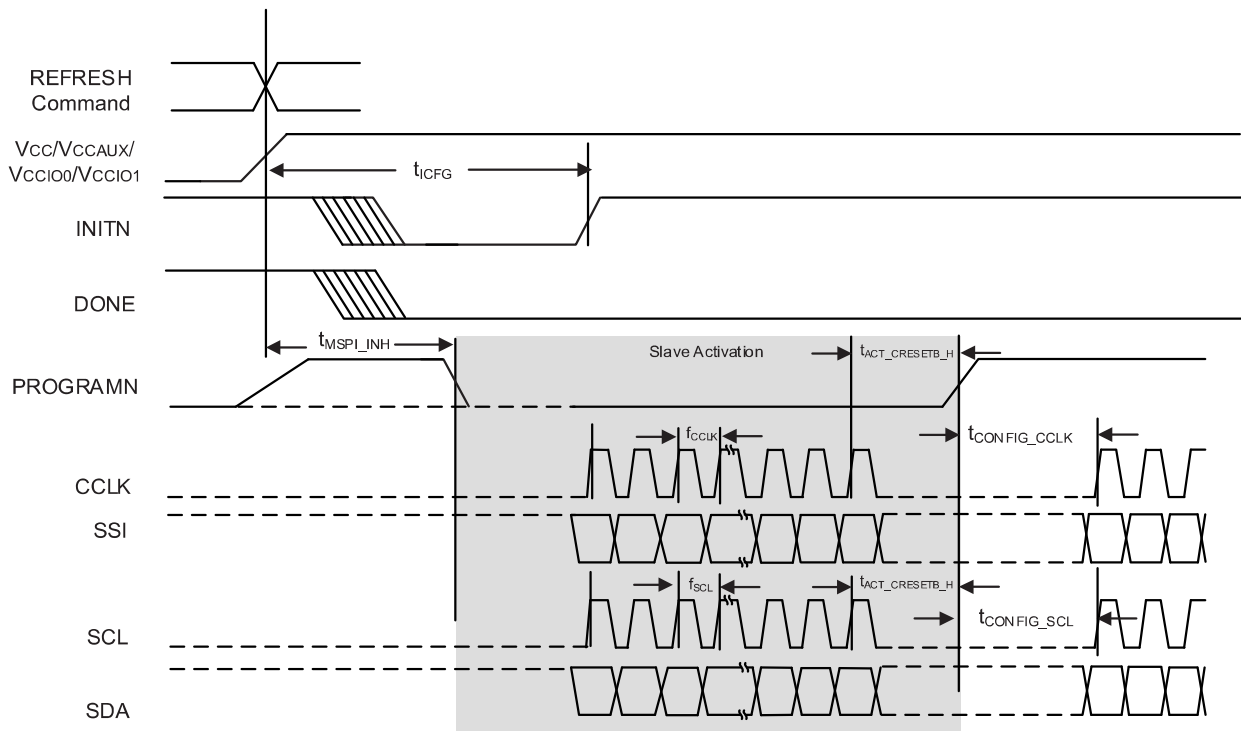 REFRESH
Command
VCC/VCCAUX/
VCCIO0/VCCIO1
tICFG
INITN
DONE
tMSPI_INH
Slave Activation
tACT_CRESETB_H
PROGRAMN
fCCLK
tCONFIG_CCLK
CCLK
SSI
fSCL
tACT_CRESETB_H
tCONFIG_SCL
SCL
SDA